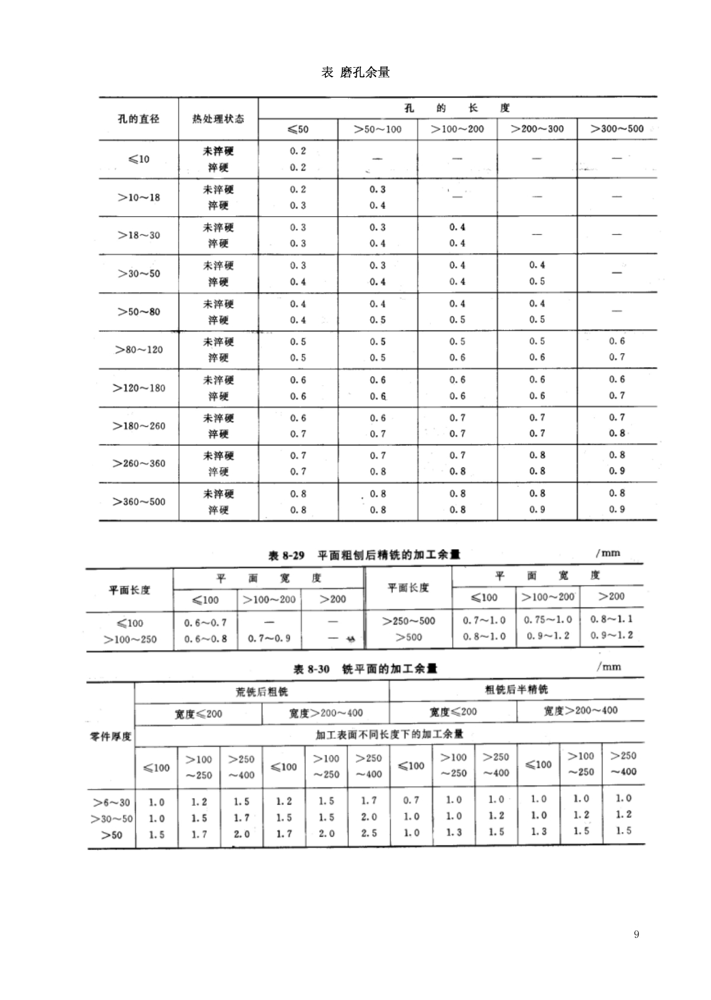 表 磨孔余量
孔的直径 热处理状态 孔 的 长 度
≤50 >50～100 >100～200 >200～300 >300～500
≤10 未淬硬 0.2 — — — —
淬硬 0.2
>10～18 未淬硬 0.2 0.3 — — —
淬硬 0.3 0.4
>18～30 未淬硬 0.3 0.3 0.4 — —
淬硬 0.3 0.4 0.4
>30～50 未淬硬 0.3 0.3 0.4 0.4 —
淬硬 0.4 0.4 0.4 0.5
>50～80 未淬硬 0.4 0.4 0.4 0.4 —
淬硬 0.4 0.5 0.5 0.5
>80～120 未淬硬 0.5 0.5 0.5 0.5 0.6
淬硬 0.5 0.5 0.6 0.6 0.7
>120～180 未淬硬 0.6 0.6 0.6 0.6 0.6
淬硬 0.6 0.6 0.6 0.6 0.7
>180～260 未淬硬 0.6 0.6 0.7 0.7 0.7
淬硬 0.7 0.7 0.7 0.7 0.8
>260～360 未淬硬 0.7 0.7 0.7 0.8 0.8
淬硬 0.7 0.8 0.8 0.8 0.9
>360～500 未淬硬 0.8 0.8 0.8 0.8 0.8
淬硬 0.8 0.8 0.8 0.9 0.9
表 8-29 平面粗刨后精铣的加工余量 /mm
平面长度 平 面 宽 度 平面长度 平 面 宽 度
≤100 >100～200 >200 ≤100 >100～200 >200
≤100 0.6～0.7 — — >250～500 0.7～1.0 0.75～1.0 0.8～1.1
>100～250 0.6～0.8 0.7～0.9 — >500 0.8～1.0 0.9～1.2 0.9～1.2
表 8-30 铣平面的加工余量 /mm
零件厚度 荒铣后粗铣 粗铣后半精铣
宽度≤200 宽度>200～400 宽度≤200 宽度>200～400
加工表面不同长度下的加工余量
≤100 >100～250 >250～400 ≤100 >100～250 >250～400 ≤100 >100～250 >250～400 ≤100 >100～250 >250～400
>6～30 1.0 1.2 1.5 1.2 1.5 1.7 0.7 1.0 1.0 1.0 1.0 1.0
>30～50 1.0 1.5 1.7 1.5 1.5 2.0 1.0 1.0 1.2 1.0 1.2 1.2
>50 1.5 1.7 2.0 1.7 2.0 2.5 1.0 1.3 1.5 1.3 1.5 1.5
9